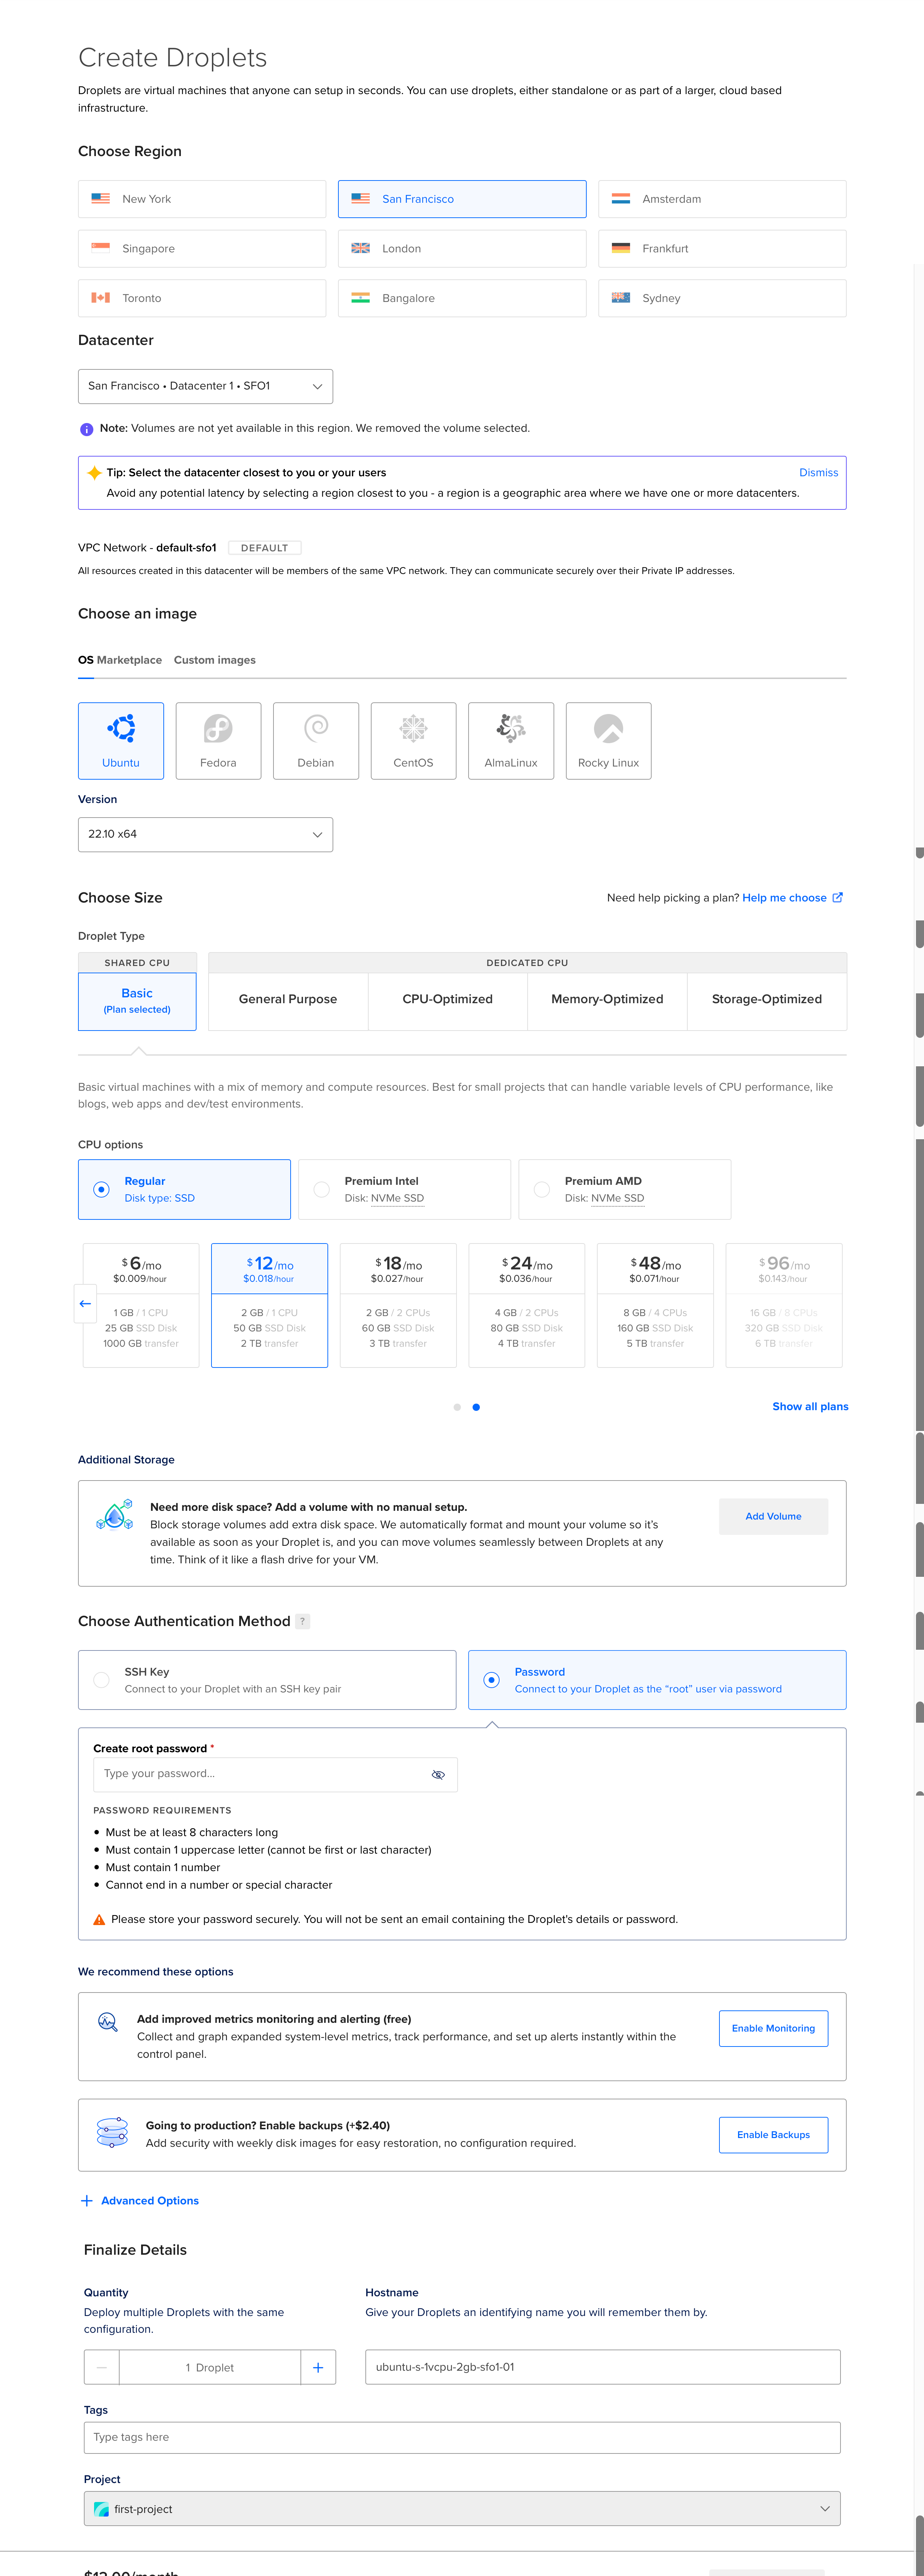 Create Droplets
Droplets are virtual machines that anyone can setup in seconds. You can use droplets, either standalone or as part of a larger, cloud based
infrastructure.
Choose Region
New York
San Francisco
Amsterdam
Singapore
London
Frankfurt
Toronto
Bangalore
Sydney
Datacenter
San Francisco • Datacenter 1 • SFO1
Note: Volumes are not yet available in this region. We removed the volume selected.
Tip: Select the datacenter closest to you or your users
Dismiss
Avoid any potential latency by selecting a region closest to you - a region is a geographic area where we have one or more datacenters.
VPC Network - default-sfo1 DEFAULT
All resources created in this datacenter will be members of the same VPC network. They can communicate securely over their Private IP addresses.
Choose an image
OS Marketplace Custom images
Ubuntu
Fedora
Debian
CentOS
AlmaLinux
Rocky Linux
Version
22.10 x64
Choose Size
Need help picking a plan? Help me choose
Droplet Type
SHARED CPU
DEDICATED CPU
Basic
(Plan selected)
General Purpose
CPU-Optimized
Memory-Optimized
Storage-Optimized
Basic virtual machines with a mix of memory and compute resources. Best for small projects that can handle variable levels of CPU performance, like
blogs, web apps and dev/test environments.
CPU options
Regular
Disk type: SSD
Premium Intel
Disk: NVMe SSD
Premium AMD
Disk: NVMe SSD
$6/mo
$0.009/hour
1 GB / 1 CPU
25 GB SSD Disk
1000 GB transfer
$12/mo
$0.018/hour
2 GB / 1 CPU
50 GB SSD Disk
2 TB transfer
$18/mo
$0.027/hour
2 GB / 2 CPUs
60 GB SSD Disk
3 TB transfer
$24/mo
$0.036/hour
4 GB / 2 CPUs
80 GB SSD Disk
4 TB transfer
$48/mo
$0.071/hour
8 GB / 4 CPUs
160 GB SSD Disk
5 TB transfer
$96/mo
$0.143/hour
16 GB / 8 CPUs
320 GB SSD Disk
6 TB transfer
Show all plans
Additional Storage
Need more disk space? Add a volume with no manual setup.
Block storage volumes add extra disk space. We automatically format and mount your volume so it's
available as soon as your Droplet is, and you can move volumes seamlessly between Droplets at any
time. Think of it like a flash drive for your VM.
Add Volume
Choose Authentication Method ?
SSH Key
Connect to your Droplet with an SSH key pair
Password
Connect to your Droplet as the “root” user via password
Create root password *
Type your password...
PASSWORD REQUIREMENTS
• Must be at least 8 characters long
• Must contain 1 uppercase letter (cannot be first or last character)
• Must contain 1 number
• Cannot end in a number or special character
Please store your password securely. You will not be sent an email containing the Droplet's details or password.
We recommend these options
Add improved metrics monitoring and alerting (free)
Collect and graph expanded system-level metrics, track performance, and set up alerts instantly within the
control panel.
Enable Monitoring
Going to production? Enable backups (+$2.40)
Add security with weekly disk images for easy restoration, no configuration required.
Enable Backups
+ Advanced Options
Finalize Details
Quantity
Deploy multiple Droplets with the same
configuration.
1 Droplet
Hostname
Give your Droplets an identifying name you will remember them by.
ubuntu-s-1vcpu-2gb-sfo1-01
Tags
Type tags here
Project
first-project
$12.00/month